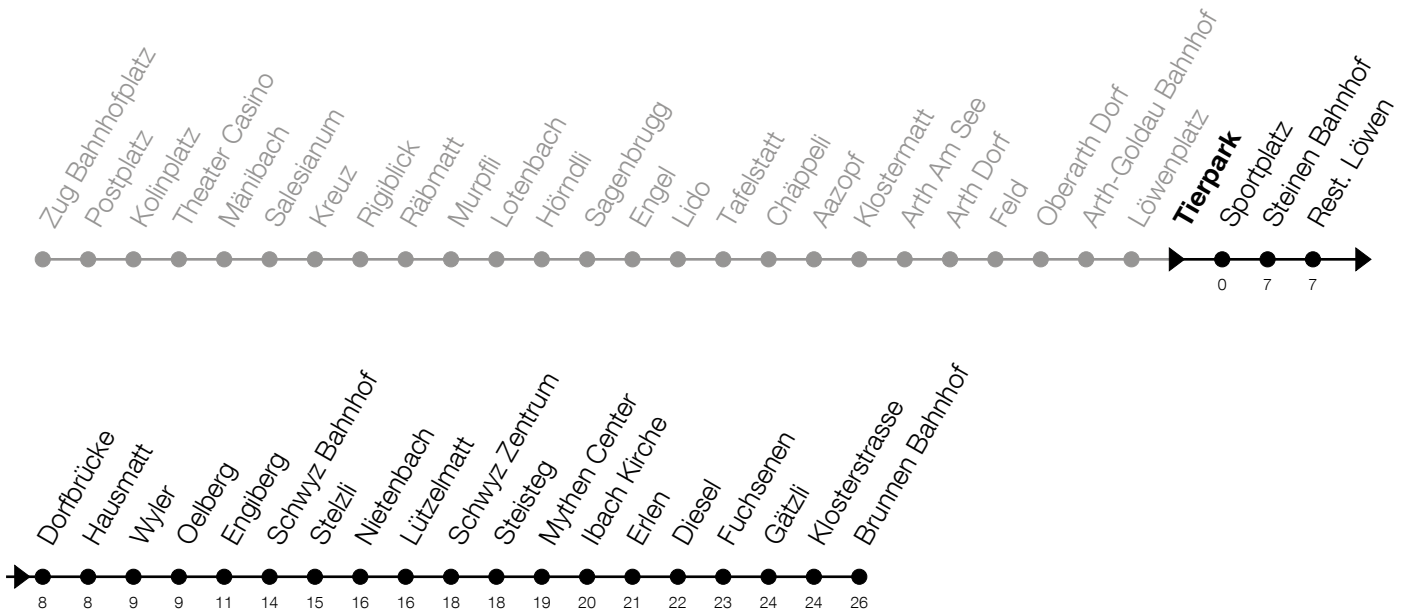 Zug Bahnhofplatz
Postplatz
Kolinplatz
Theater Casino
Mänibach
Salesianum
Kreuz
Rigiblick
Räbmatt
Murpfli
Lotenbach
Hörndli
Sagenbrugg
Engel
Lido
Tafelstatt
Chäppeli
Aazopf
Klostermatt
Arth Am See
Arth Dorf
Feld
Oberarth Dorf
Arth-Goldau Bahnhof
Löwenplatz
Tierpark
Sportplatz
Steinen Bahnhof
Rest. Löwen
0 7 7
Dorfbrücke
Hausmatt
Wyler
Oelberg
Engiberg
Schwyz Bahnhof
Stelzli
Nietenbach
Lützelmatt
Schwyz Zentrum
Steisteg
Mythen Center
Ibach Kirche
Erlen
Diesel
Fuchsenen
Gätzli
Klosterstrasse
Brunnen Bahnhof
8 8 9 9 11 14 15 16 16 18 18 19 20 21 22 23 24 24 26